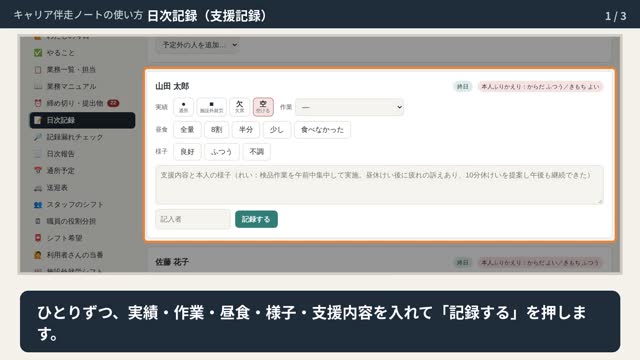 キャリア伴走ノートの使い方 日次記録（支援記録） 1 / 3
予定外の人を追加…
やること
業務一覧・担当
業務マニュアル
締め切り・提出物
日次記録
記録漏れチェック
日次報告
通所予定
送迎表
スタッフのシフト
職員の役割分担
シフト希望
利用者さんの当番
山田 太郎 終日 本人ふりかえり：からだ ふつう／きもち よい
実績 ● 通所 ■ 施設外就労 欠 欠席 空 空ける 作業 —
昼食 全量 8割 半分 少し 食べなかった
様子 良好 ふつう 不調
支援内容と本人の様子（れい：検品作業を午前中集中して実施。昼休けい後に疲れの訴えあり、10分休けいを提案し午後も継続できた）
記入者 記録する
佐藤 花子 終日 本人ふりかえり：からだ よい／きもち ふつう
ひとりずつ、実績・作業・昼食・様子・支援内容を入れて「記録する」を押しま
す。